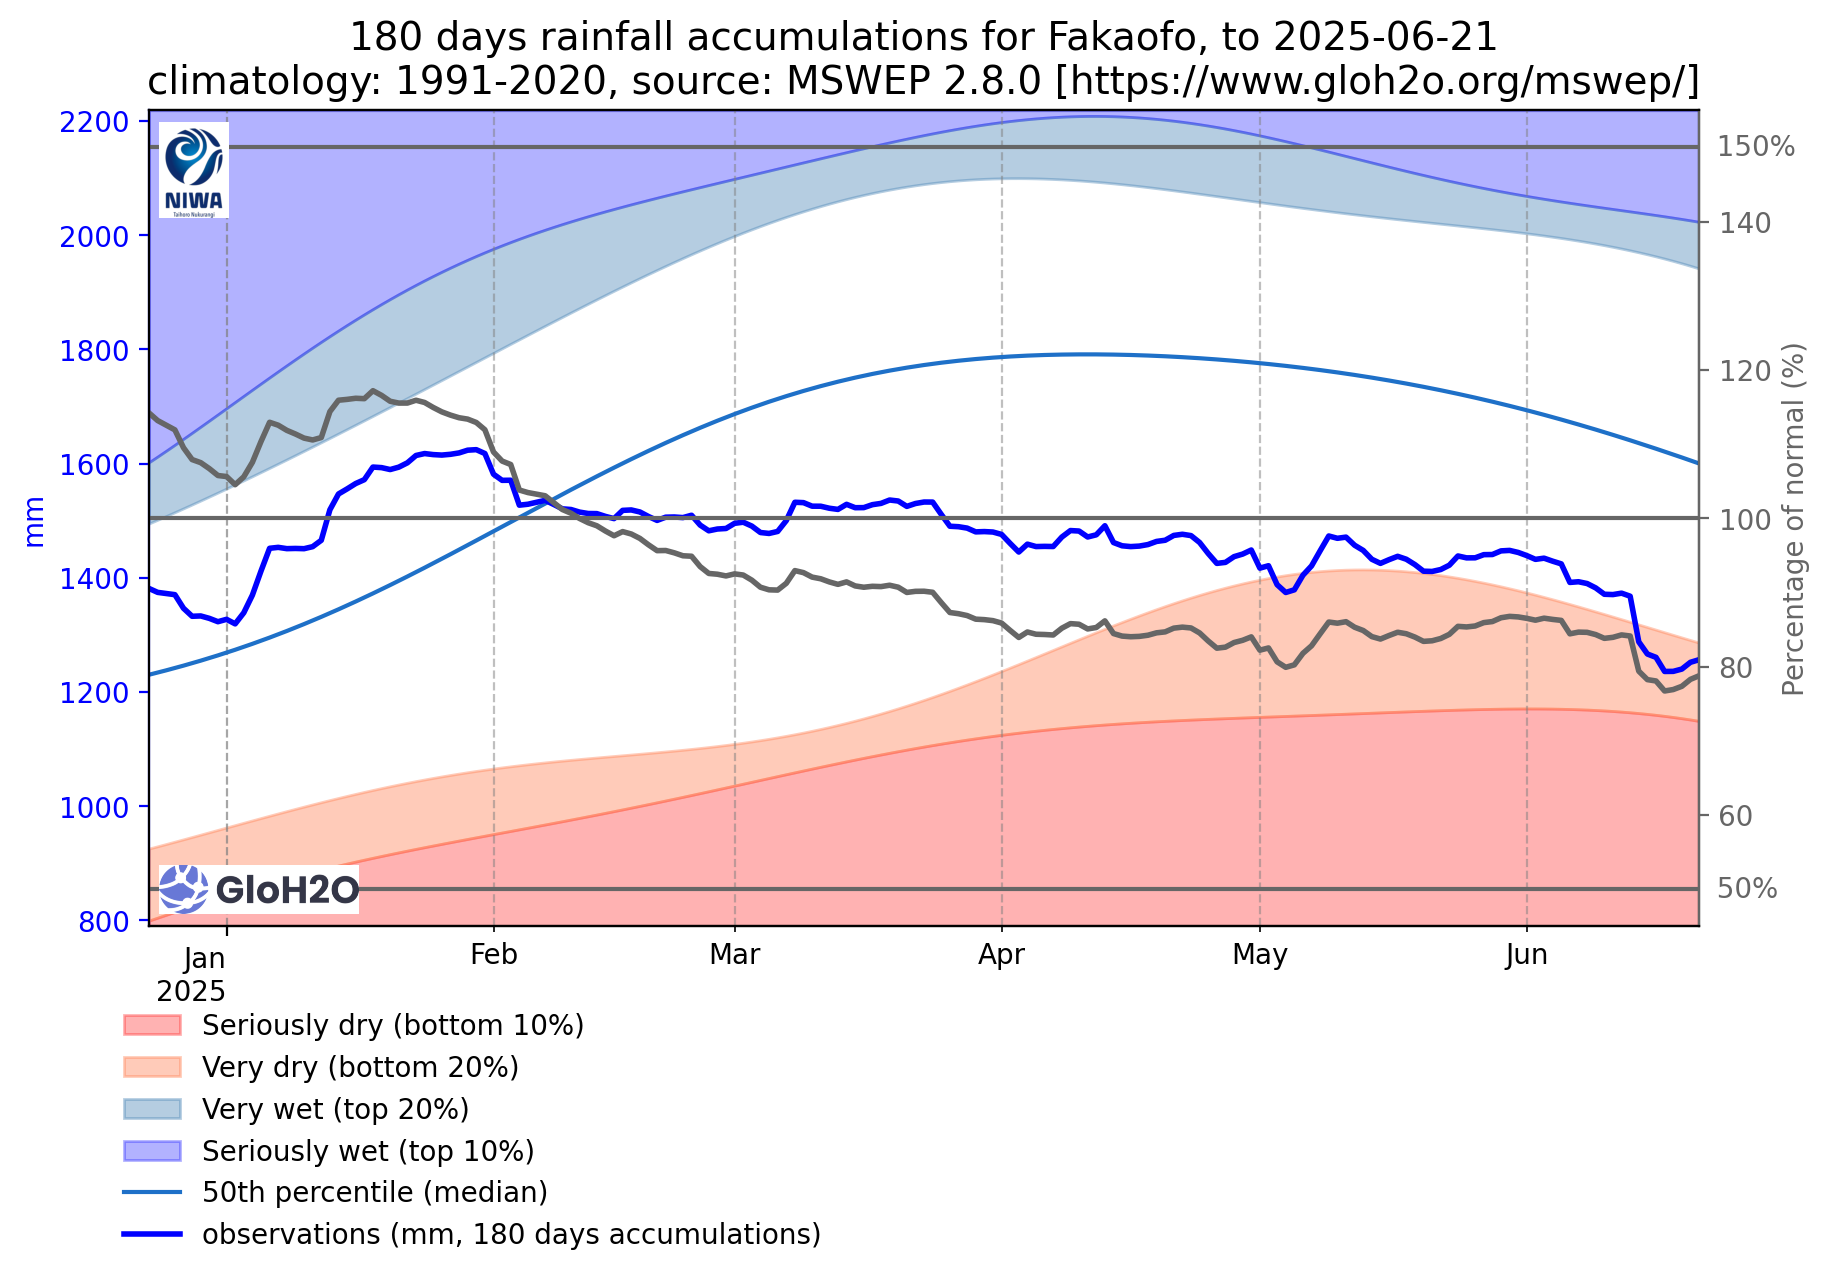 180 days rainfall accumulations for Fakaofo, to 2025-06-21
climatology: 1991-2020, source: MSWEP 2.8.0 [https://www.gloh2o.org/mswep/]
2200
2000
1800
1600
1400
1200
1000
800
mm
NIWA
Taihoro Nukurangi
GloH2O
150%
140
120
100
80
60
50%
Percentage of normal (%)
Jan
2025
Feb
Mar
Apr
May
Jun
Seriously dry (bottom 10%)
Very dry (bottom 20%)
Very wet (top 20%)
Seriously wet (top 10%)
50th percentile (median)
observations (mm, 180 days accumulations)